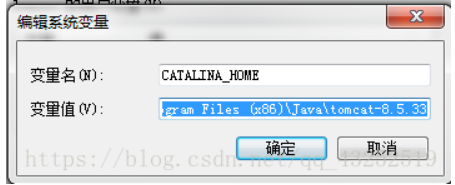 编辑系统变量
变量名(N):
CATALINA_HOME
变量值(V):
gram Files (x86)\Java\tomcat-8.5.33
确定
取消
https://blog.csdn.net/qq_43232519